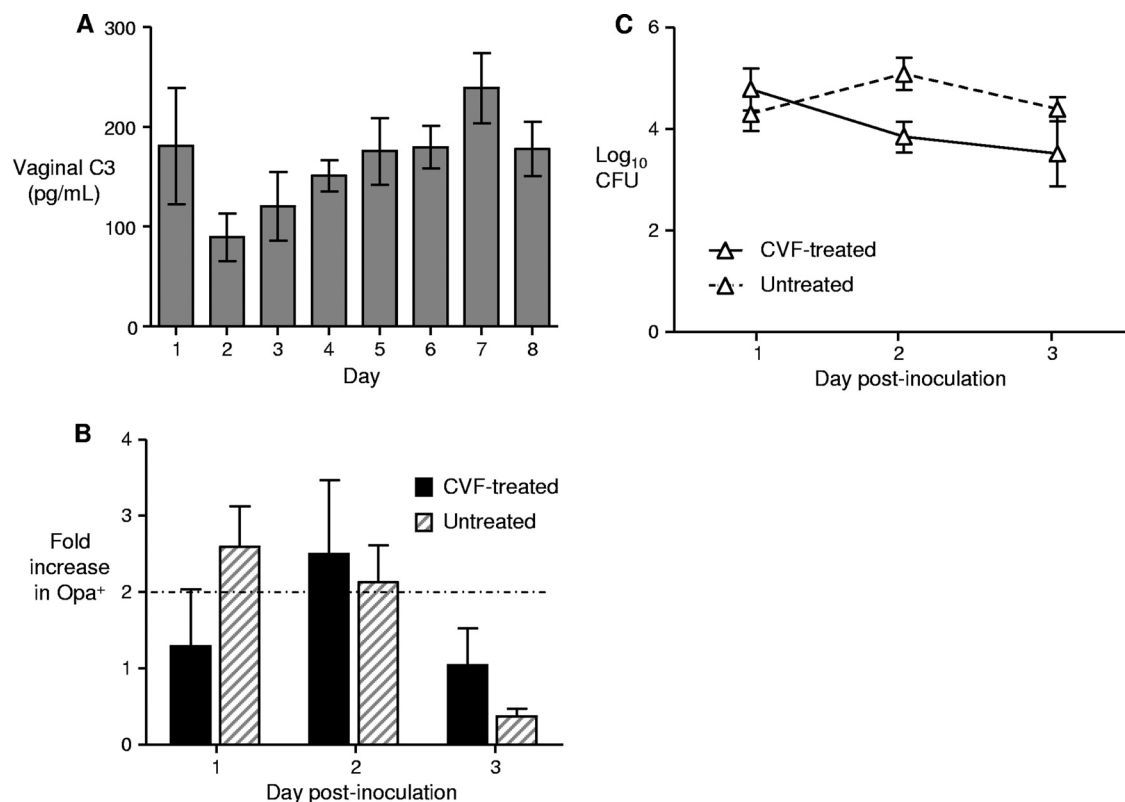 A
300
200
100
0
Vaginal C3
(pg/mL)
1 2 3 4 5 6 7 8
Day
B
4
3
2
1
0
Fold
increase
in Opa⁺
CVF-treated
Untreated
1 2 3
Day post-inoculation
C
6
4
2
0
Log₁₀
CFU
CVF-treated
Untreated
1 2 3
Day post-inoculation